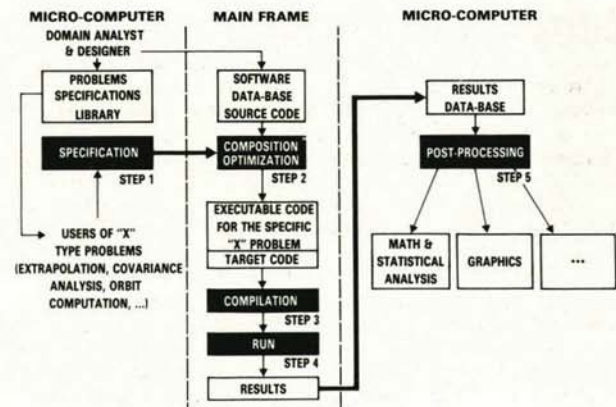 MICRO-COMPUTER
DOMAIN ANALYST
& DESIGNER
PROBLEMS
SPECIFICATIONS
LIBRARY
SPECIFICATION
STEP 1
USERS OF "X"
TYPE PROBLEMS
(EXTRAPOLATION, COVARIANCE
ANALYSIS, ORBIT
COMPUTATION, ...)
MAIN FRAME
SOFTWARE
DATA-BASE
SOURCE CODE
COMPOSITION
OPTIMIZATION
STEP 2
EXECUTABLE CODE
FOR THE SPECIFIC
"X" PROBLEM
TARGET CODE
COMPILATION
STEP 3
RUN
STEP 4
RESULTS
MICRO-COMPUTER
RESULTS
DATA-BASE
POST-PROCESSING
STEP 5
MATH &
STATISTICAL
ANALYSIS
GRAPHICS
...